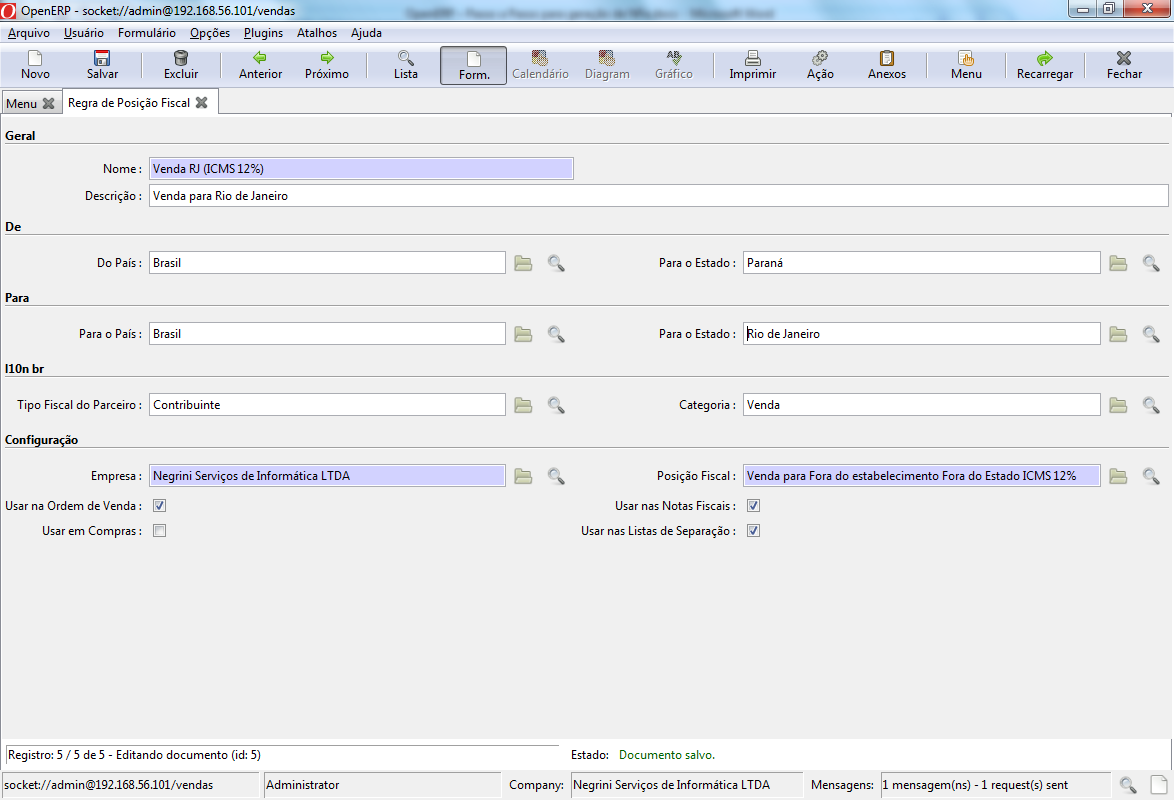 OpenERP - socket://admin@192.168.56.101/vendas
Arquivo Usuário Formulário Opções Plugins Atalhos Ajuda
Novo Salvar Excluir Anterior Próximo Lista Form. Calendário Diagram Gráfico Imprimir Ação Anexos Menu Recarregar Fechar
Menu Regra de Posição Fiscal
Geral
Nome : Venda RJ (ICMS 12%)
Descrição : Venda para Rio de Janeiro
De
Do País : Brasil Para o Estado : Paraná
Para
Para o País : Brasil Para o Estado : Rio de Janeiro
l10n br
Tipo Fiscal do Parceiro : Contribuinte Categoria : Venda
Configuração
Empresa : Negrini Serviços de Informática LTDA Posição Fiscal : Venda para Fora do estabelecimento Fora do Estado ICMS 12%
Usar na Ordem de Venda : Usar nas Notas Fiscais :
Usar em Compras : Usar nas Listas de Separação :
Registro: 5 / 5 de 5 - Editando documento (id: 5) Estado: Documento salvo.
socket://admin@192.168.56.101/vendas Administrator Company: Negrini Serviços de Informática LTDA Mensagens: 1 mensagem(ns) - 1 request(s) sent